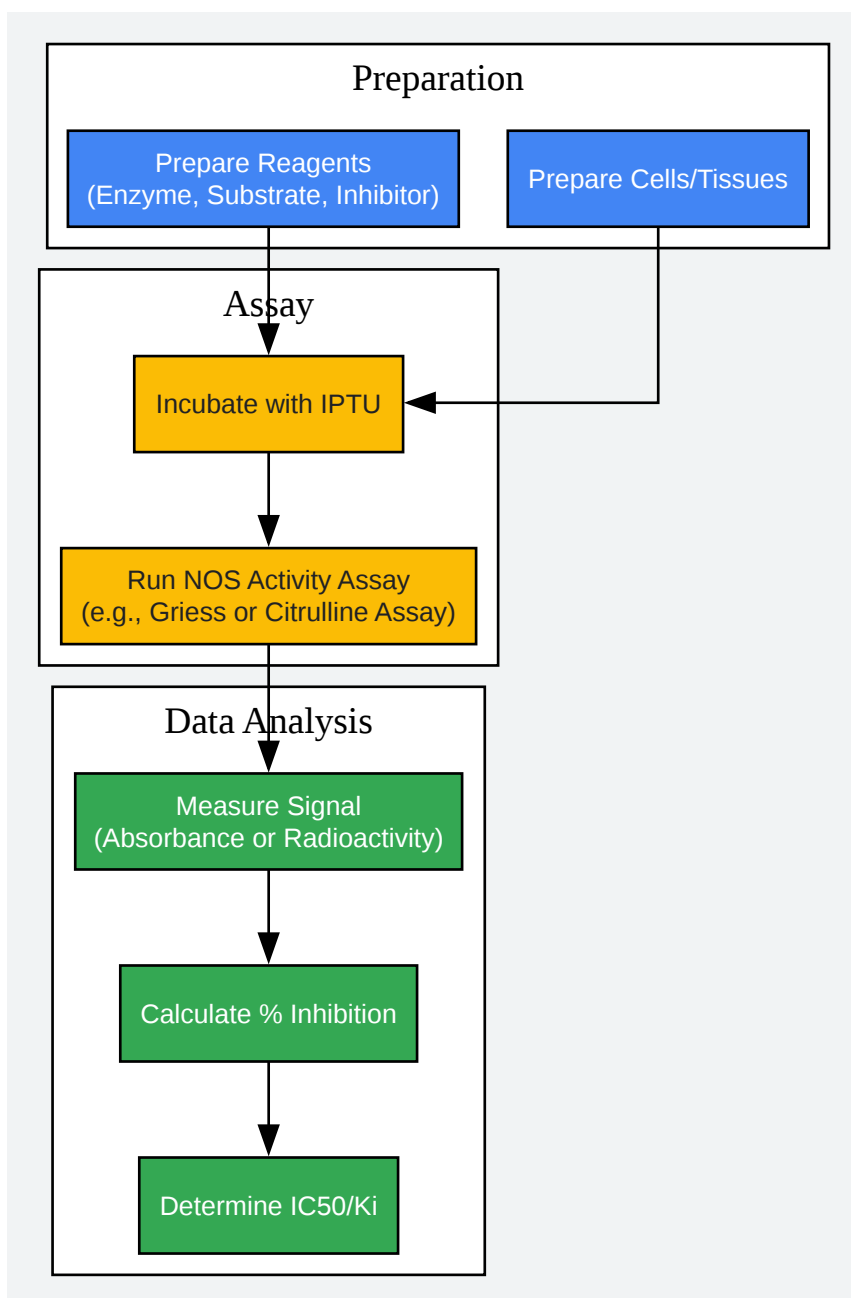 Preparation
Prepare Reagents
(Enzyme, Substrate, Inhibitor)
Prepare Cells/Tissues
Assay
Incubate with IPTU
Run NOS Activity Assay
(e.g., Griess or Citrulline Assay)
Data Analysis
Measure Signal
(Absorbance or Radioactivity)
Calculate % Inhibition
Determine IC50/Ki